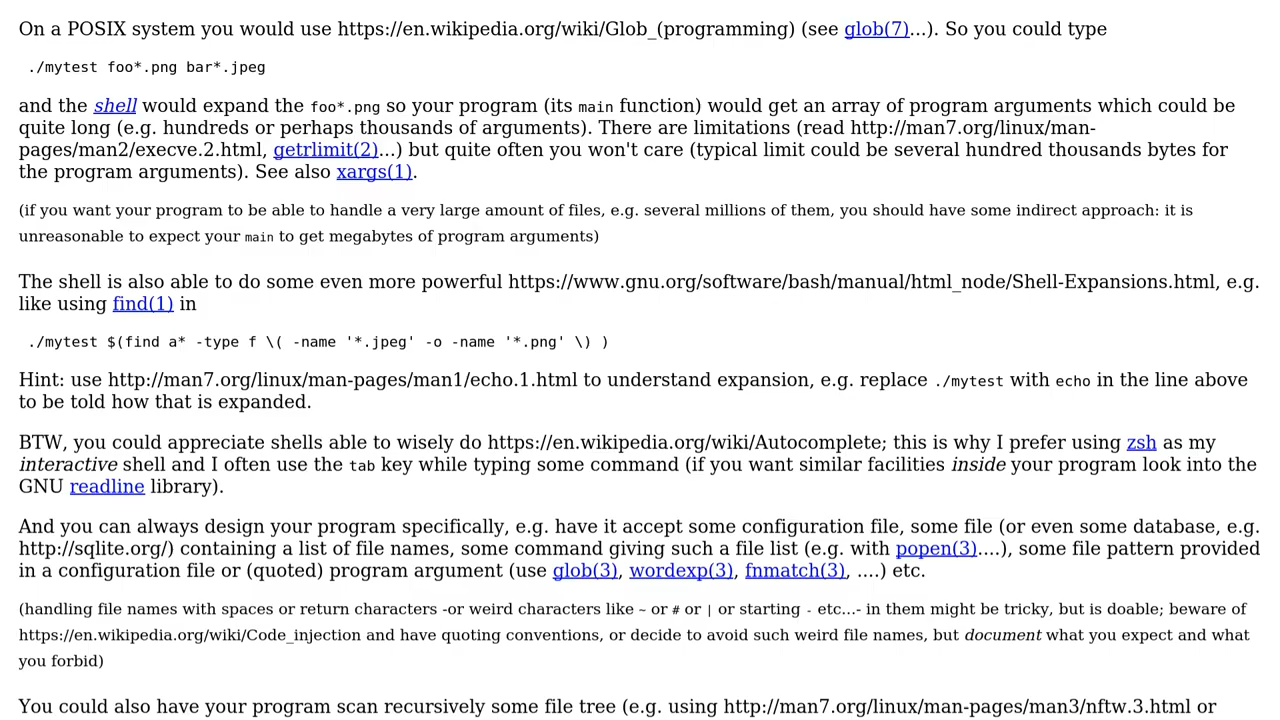 On a POSIX system you would use https://en.wikipedia.org/wiki/Glob_(programming) (see glob(7)...). So you could type
./mytest foo*.png bar*.jpeg
and the shell would expand the foo*.png so your program (its main function) would get an array of program arguments which could be
quite long (e.g. hundreds or perhaps thousands of arguments). There are limitations (read http://man7.org/linux/man-
pages/man2/execve.2.html, getrlimit(2)...) but quite often you won't care (typical limit could be several hundred thousands bytes for
the program arguments). See also xargs(1).
(if you want your program to be able to handle a very large amount of files, e.g. several millions of them, you should have some indirect approach: it is
unreasonable to expect your main to get megabytes of program arguments)
The shell is also able to do some even more powerful https://www.gnu.org/software/bash/manual/html_node/Shell-Expansions.html, e.g.
like using find(1) in
./mytest $(find a* -type f \( -name '*.jpeg' -o -name '*.png' \) )
Hint: use http://man7.org/linux/man-pages/man1/echo.1.html to understand expansion, e.g. replace ./mytest with echo in the line above
to be told how that is expanded.
BTW, you could appreciate shells able to wisely do https://en.wikipedia.org/wiki/Autocomplete; this is why I prefer using zsh as my
interactive shell and I often use the tab key while typing some command (if you want similar facilities inside your program look into the
GNU readline library).
And you can always design your program specifically, e.g. have it accept some configuration file, some file (or even some database, e.g.
http://sqlite.org/) containing a list of file names, some command giving such a file list (e.g. with popen(3)....), some file pattern provided
in a configuration file or (quoted) program argument (use glob(3), wordexp(3), fnmatch(3), ....) etc.
(handling file names with spaces or return characters -or weird characters like ~ or # or | or starting - etc...- in them might be tricky, but is doable; beware of
https://en.wikipedia.org/wiki/Code_injection and have quoting conventions, or decide to avoid such weird file names, but document what you expect and what
you forbid)
You could also have your program scan recursively some file tree (e.g. using http://man7.org/linux/man-pages/man3/nftw.3.html or